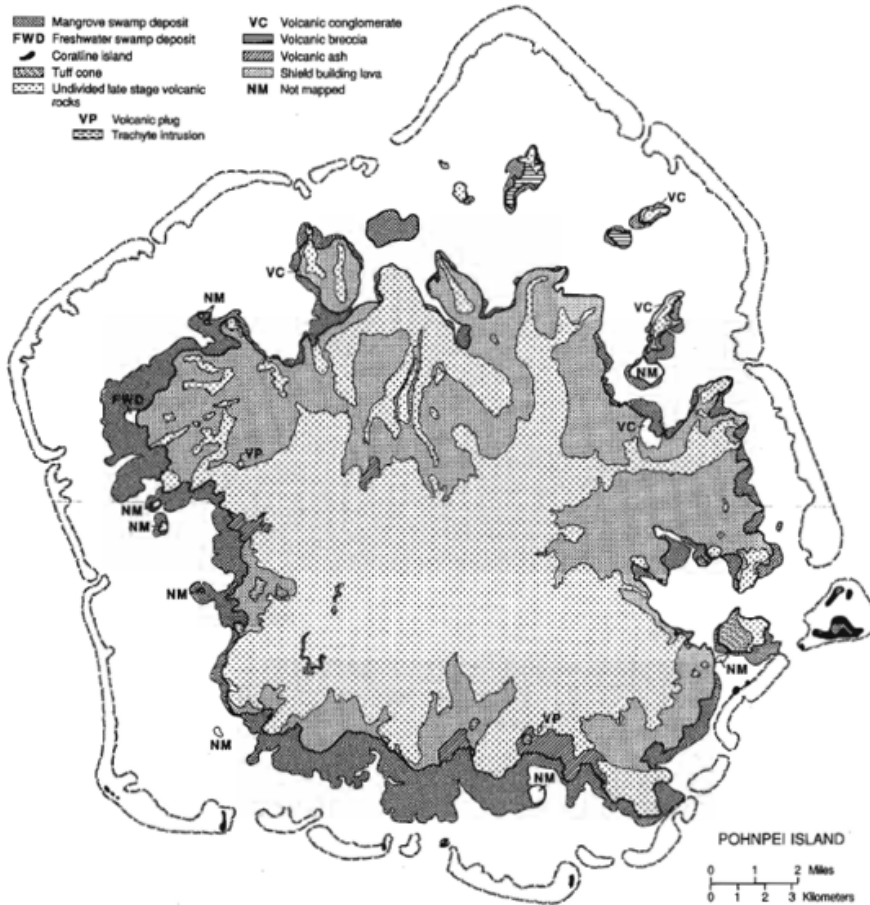 Mangrove swamp deposit
FWD Freshwater swamp deposit
Coralline island
Tuff cone
Undivided late stage volcanic
rocks
VP Volcanic plug
Trachyte intrusion
VC Volcanic conglomerate
Volcanic breccia
Volcanic ash
Shield building lava
NM Not mapped
VC
VC
NM
VC
NM
FWD
VC
VP
NM
NM
NM
NM
VP
NM
NM
POHNPEI ISLAND
0 1 2 Miles
0 1 2 3 Kilometers